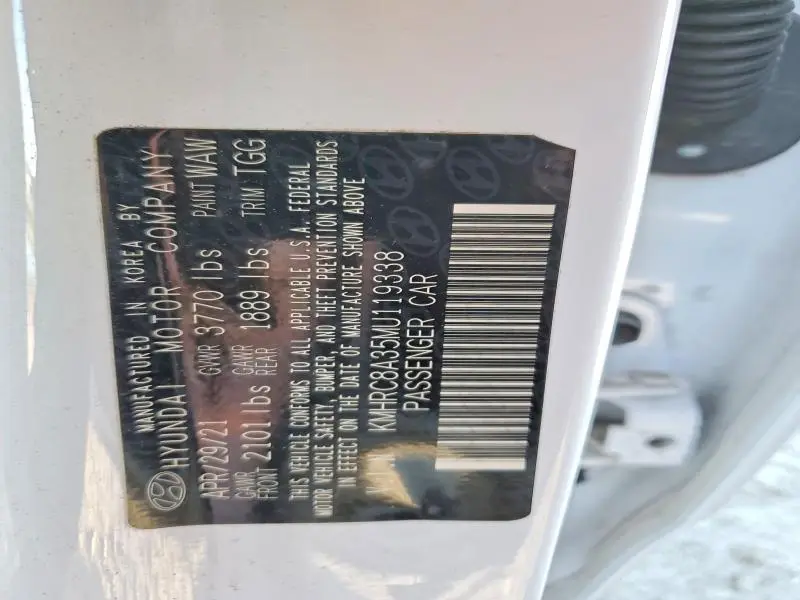 MANUFACTURED IN KOREA BY
HYUNDAI MOTOR COMPANY
APR/29/21 GVWR 3770 lbs PAINT WAW
GAWR FRONT 2101 lbs GAWR REAR 1889 lbs TRIM TGG
THIS VEHICLE CONFORMS TO ALL APPLICABLE U.S.A. FEDERAL
MOTOR VEHICLE SAFETY, BUMPER, AND THEFT PREVENTION STANDARDS
IN EFFECT ON THE DATE OF MANUFACTURE SHOWN ABOVE
KMHRC8A35MU119338
PASSENGER CAR